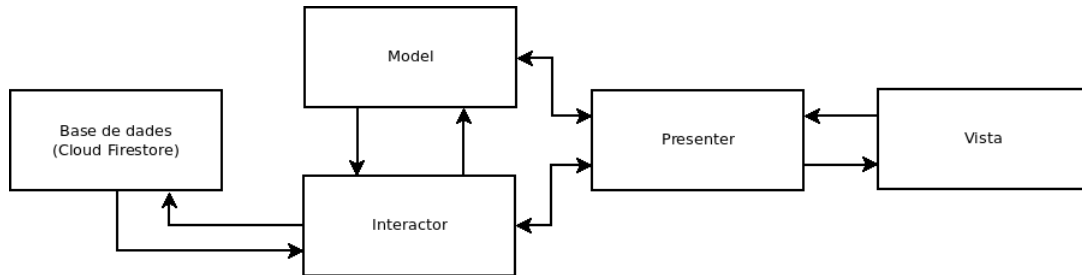 Model
Base de dades
(Cloud Firestore)
Presenter
Vista
Interactor